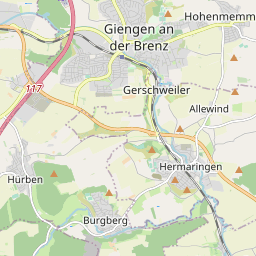 Hohenmemm
Giengen an
der Brenz
117
Gerschweiler
Allewind
Hermaringen
Hürben
Burgberg